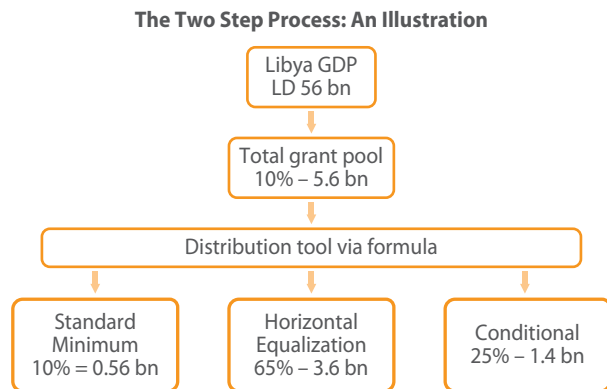 The Two Step Process: An Illustration
Libya GDP
LD 56 bn
Total grant pool
10% – 5.6 bn
Distribution tool via formula
Standard
Minimum
10% = 0.56 bn
Horizontal
Equalization
65% – 3.6 bn
Conditional
25% – 1.4 bn